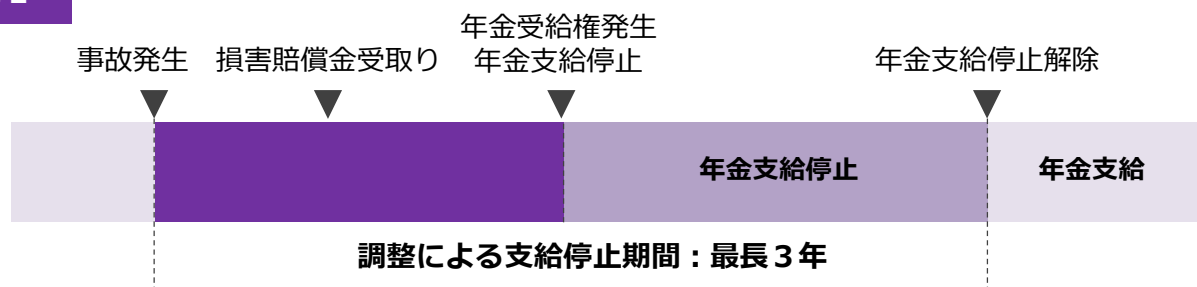 年金受給権発生
事故発生 損害賠償金受取り 年金支給停止 年金支給停止解除
年金支給停止 年金支給
調整による支給停止期間：最長３年